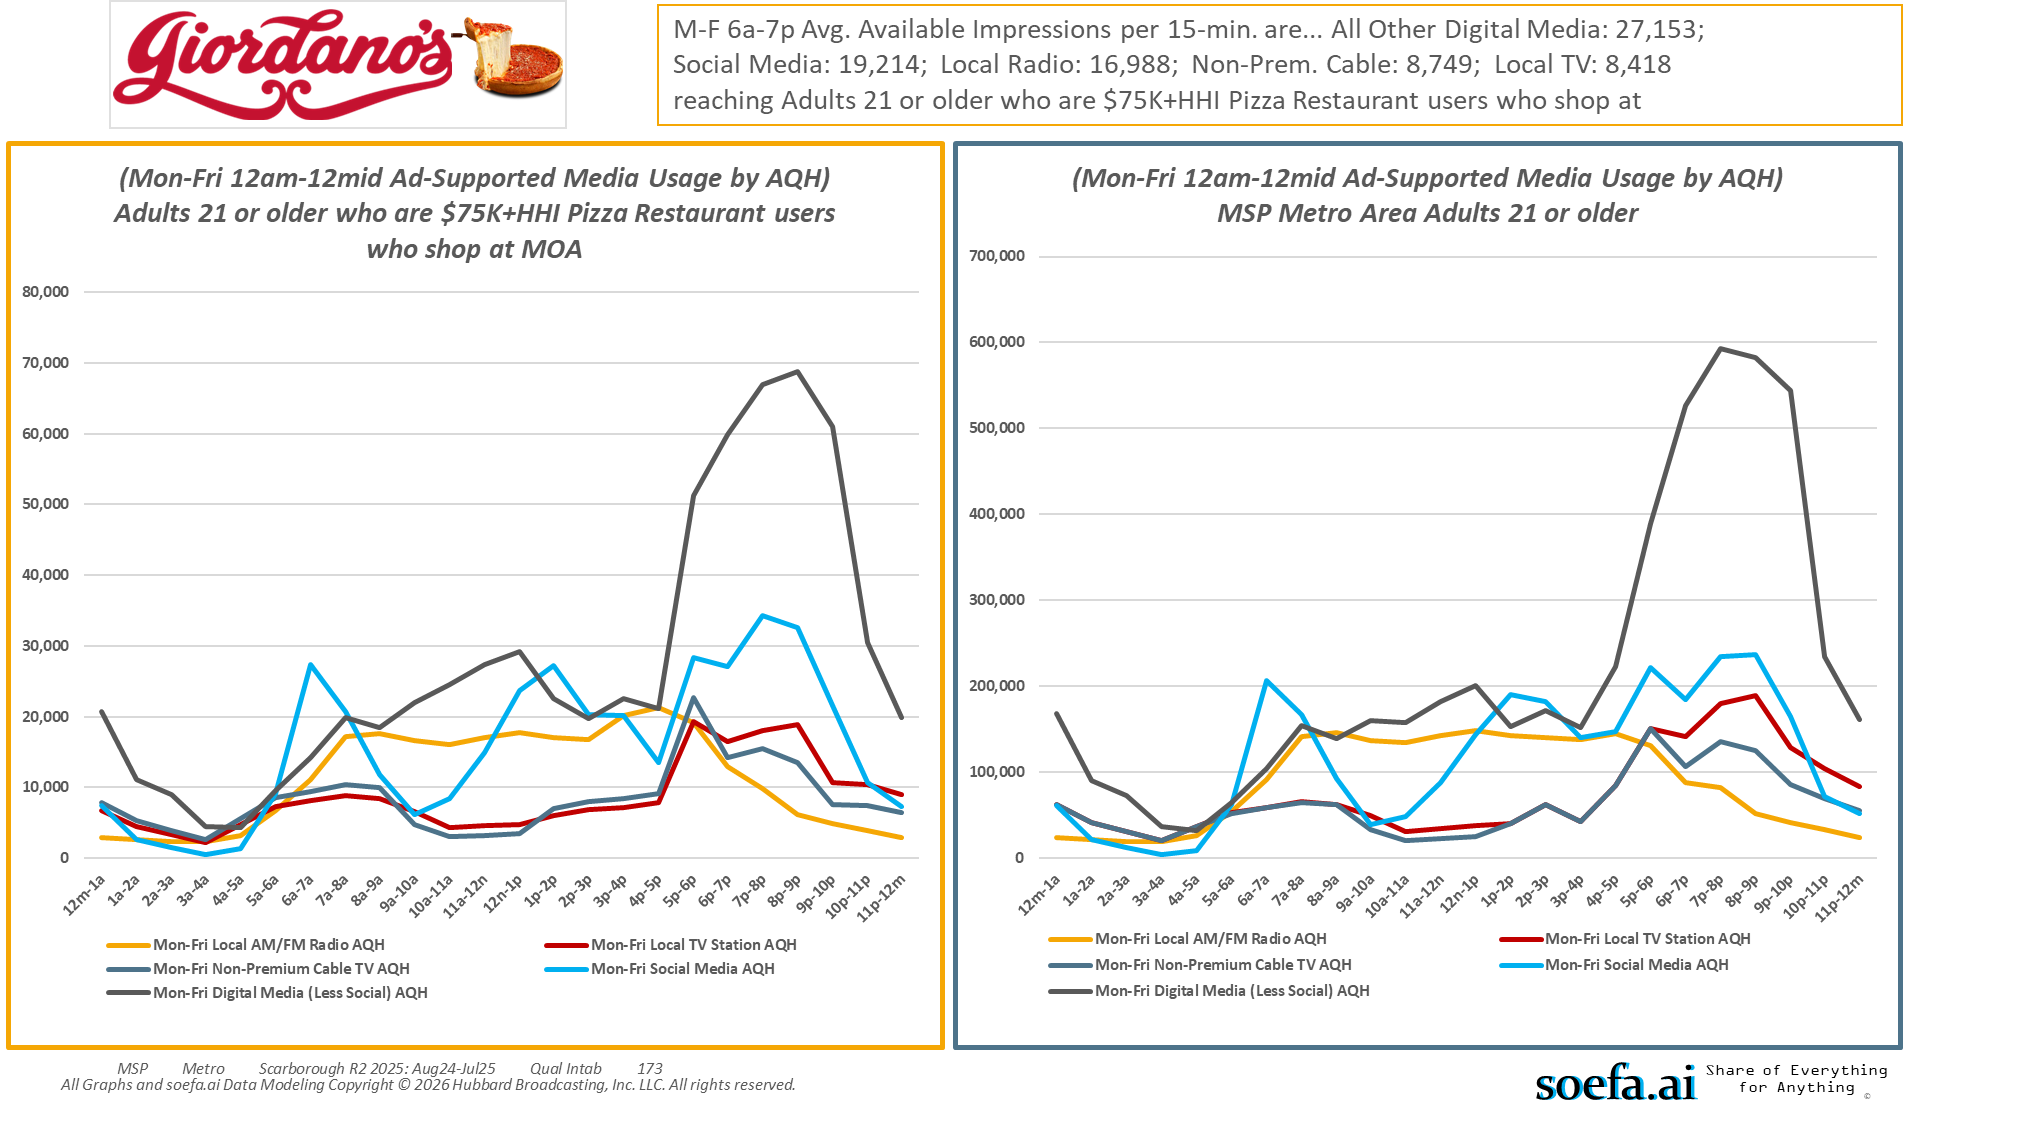 Giordano's
M-F 6a-7p Avg. Available Impressions per 15-min. are... All Other Digital Media: 27,153;
Social Media: 19,214;  Local Radio: 16,988;  Non-Prem. Cable: 8,749;  Local TV: 8,418
reaching Adults 21 or older who are $75K+HHI Pizza Restaurant users who shop at
(Mon-Fri 12am-12mid Ad-Supported Media Usage by AQH)
Adults 21 or older who are $75K+HHI Pizza Restaurant users
who shop at MOA
80,000
70,000
60,000
50,000
40,000
30,000
20,000
10,000
0
12m-1a
1a-2a
2a-3a
3a-4a
4a-5a
5a-6a
6a-7a
7a-8a
8a-9a
9a-10a
10a-11a
11a-12n
12n-1p
1p-2p
2p-3p
3p-4p
4p-5p
5p-6p
6p-7p
7p-8p
8p-9p
9p-10p
10p-11p
11p-12m
Mon-Fri Local AM/FM Radio AQH
Mon-Fri Local TV Station AQH
Mon-Fri Non-Premium Cable TV AQH
Mon-Fri Social Media AQH
Mon-Fri Digital Media (Less Social) AQH
(Mon-Fri 12am-12mid Ad-Supported Media Usage by AQH)
MSP Metro Area Adults 21 or older
700,000
600,000
500,000
400,000
300,000
200,000
100,000
0
12m-1a
1a-2a
2a-3a
3a-4a
4a-5a
5a-6a
6a-7a
7a-8a
8a-9a
9a-10a
10a-11a
11a-12n
12n-1p
1p-2p
2p-3p
3p-4p
4p-5p
5p-6p
6p-7p
7p-8p
8p-9p
9p-10p
10p-11p
11p-12m
Mon-Fri Local AM/FM Radio AQH
Mon-Fri Local TV Station AQH
Mon-Fri Non-Premium Cable TV AQH
Mon-Fri Social Media AQH
Mon-Fri Digital Media (Less Social) AQH
MSP Metro Scarborough R2 2025: Aug24-Jul25 Qual Intab 173
All Graphs and soefa.ai Data Modeling Copyright © 2026 Hubbard Broadcasting, Inc. LLC. All rights reserved.
soefa.ai
Share of Everything
for Anything ©